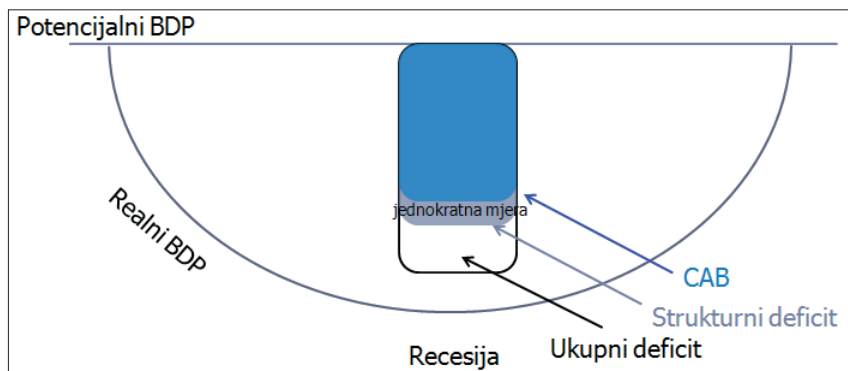 Potencijalni BDP
Realni BDP
jednokratna mjera
CAB
Strukturni deficit
Ukupni deficit
Recesija